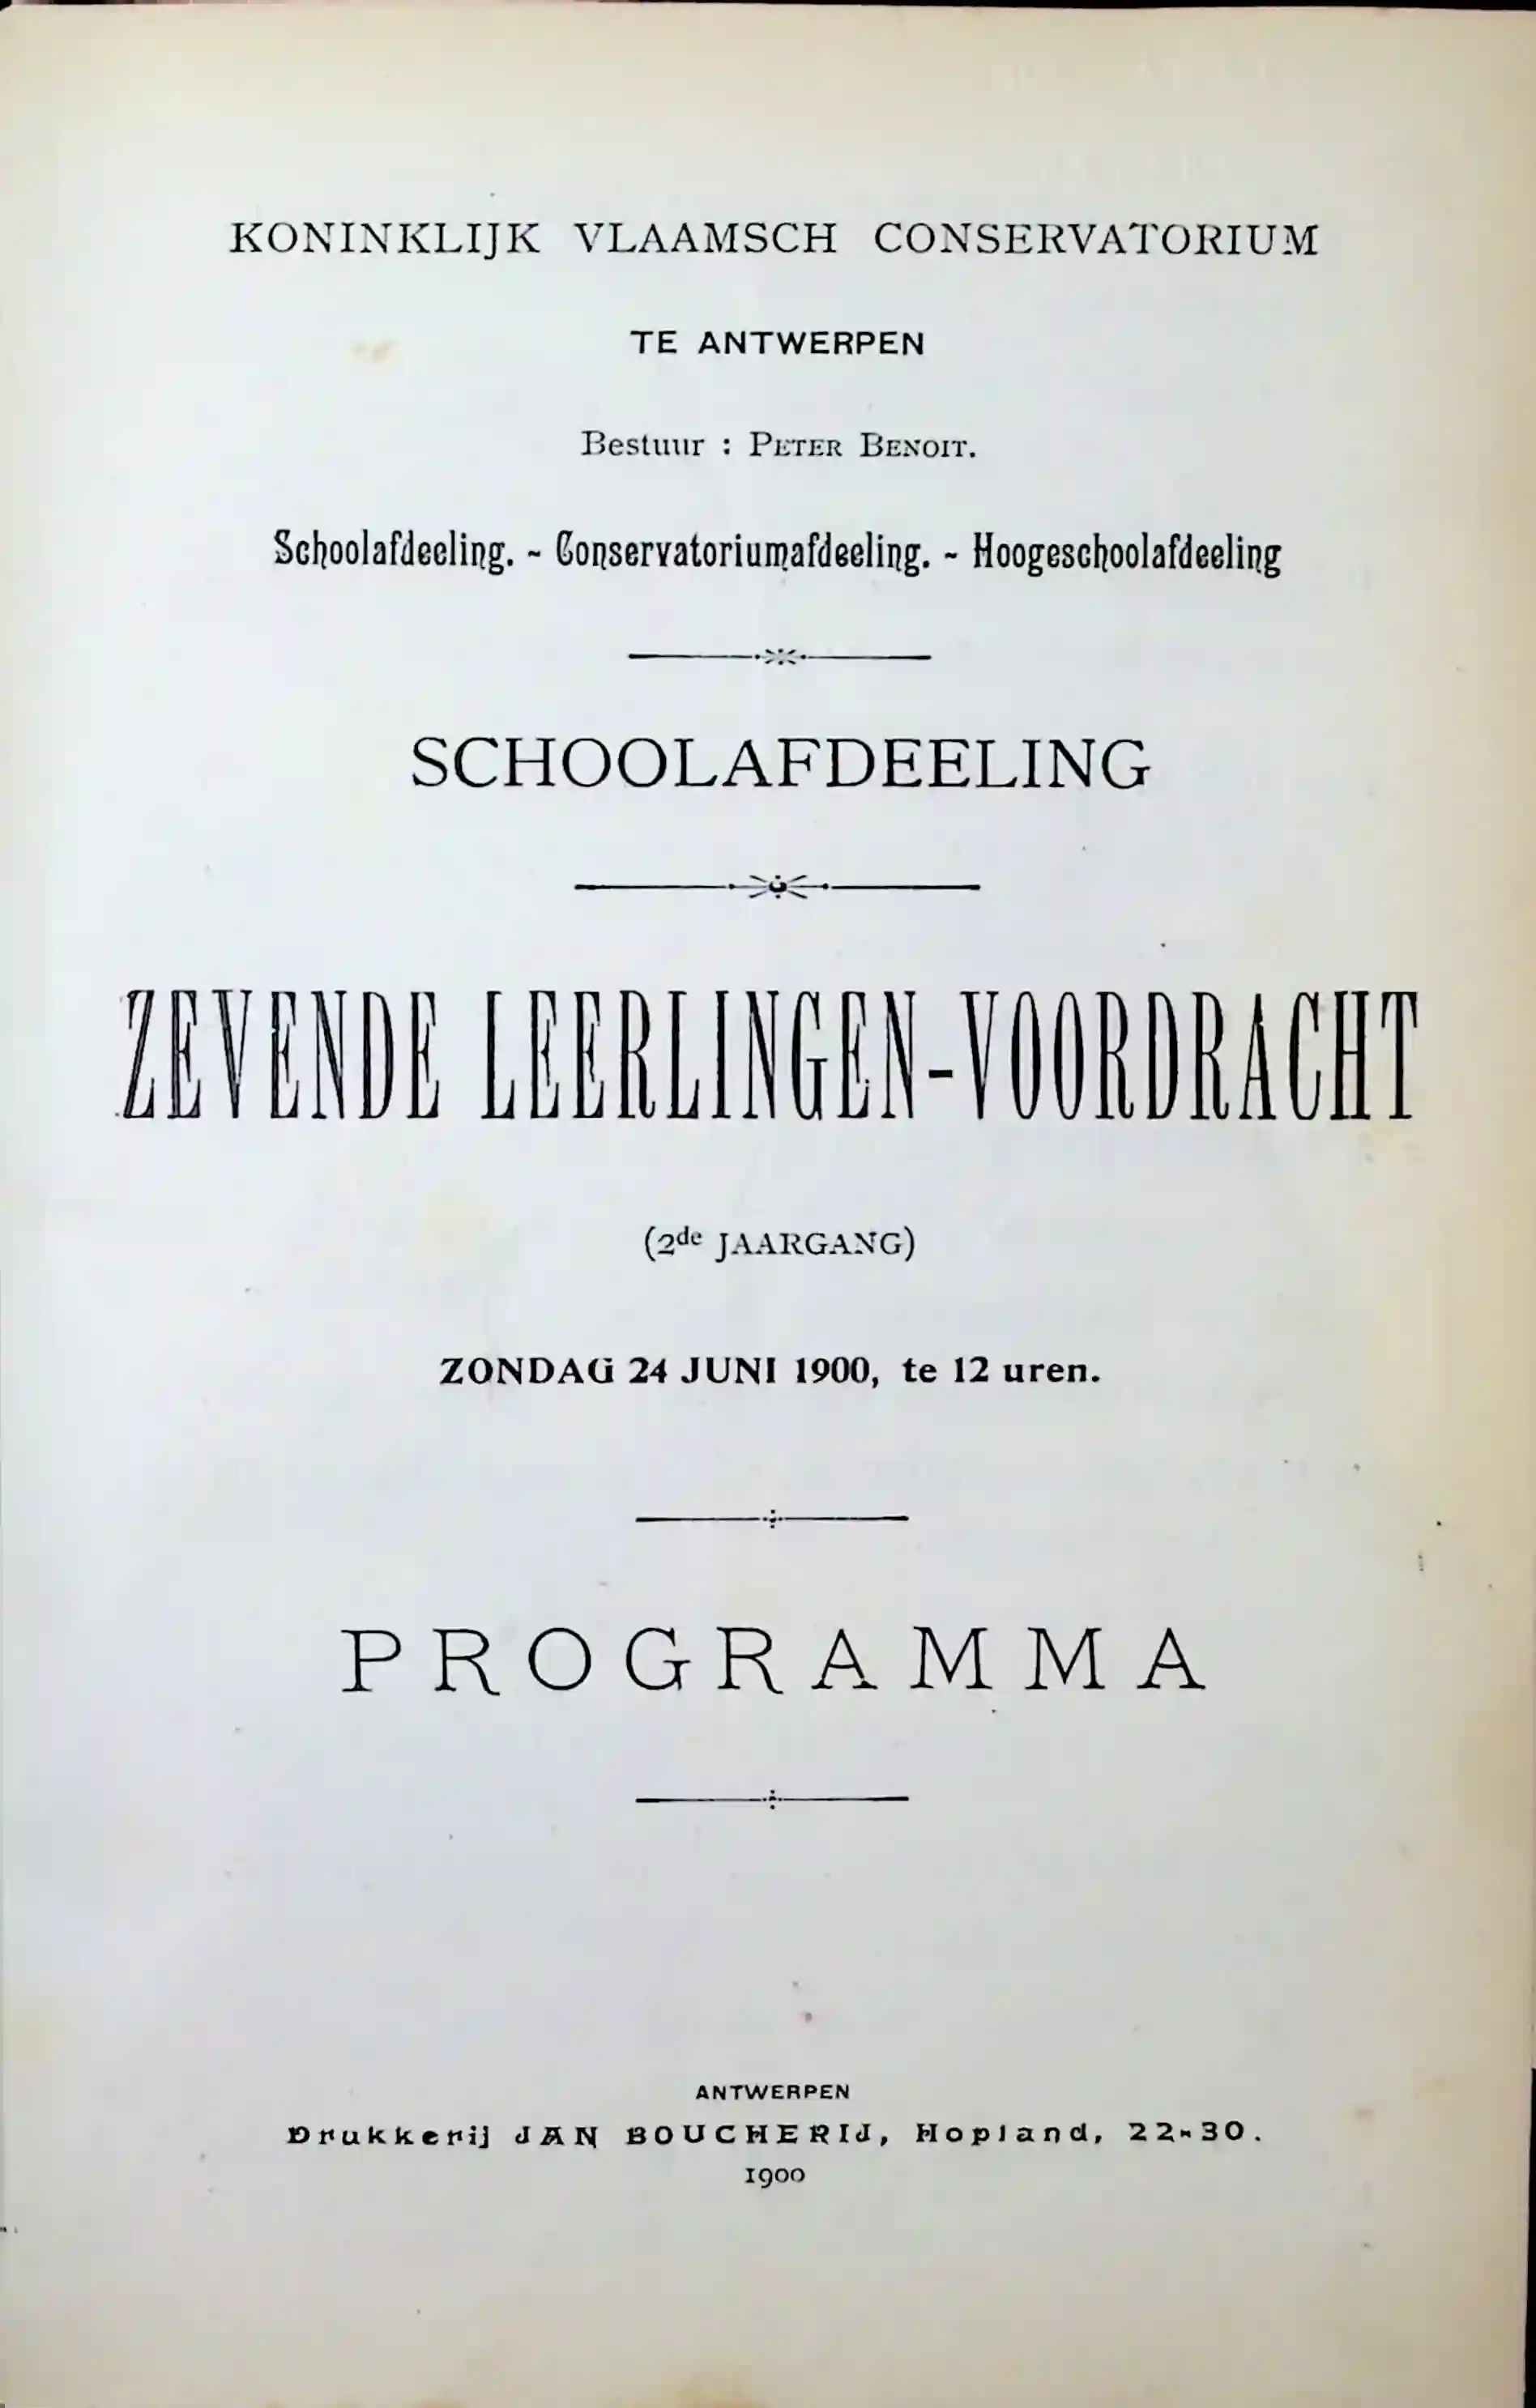 KONINKLIJK VLAAMSCH CONSERVATORIUM
TE ANTWERPEN
Bestuur : PETER BENOIT.
Schoolafdeeling. - Conservatoriumafdeeling. - Hoogeschoolafdeeling
SCHOOLAFDEELING
ZEVENDE LEERLINGEN-VOORDRACHT
(2de JAARGANG)
ZONDAG 24 JUNI 1900, te 12 uren.
PROGRAMMA
ANTWERPEN
Drukkerij JAN BOUCHERIJ, Hopland, 22-30.
1900